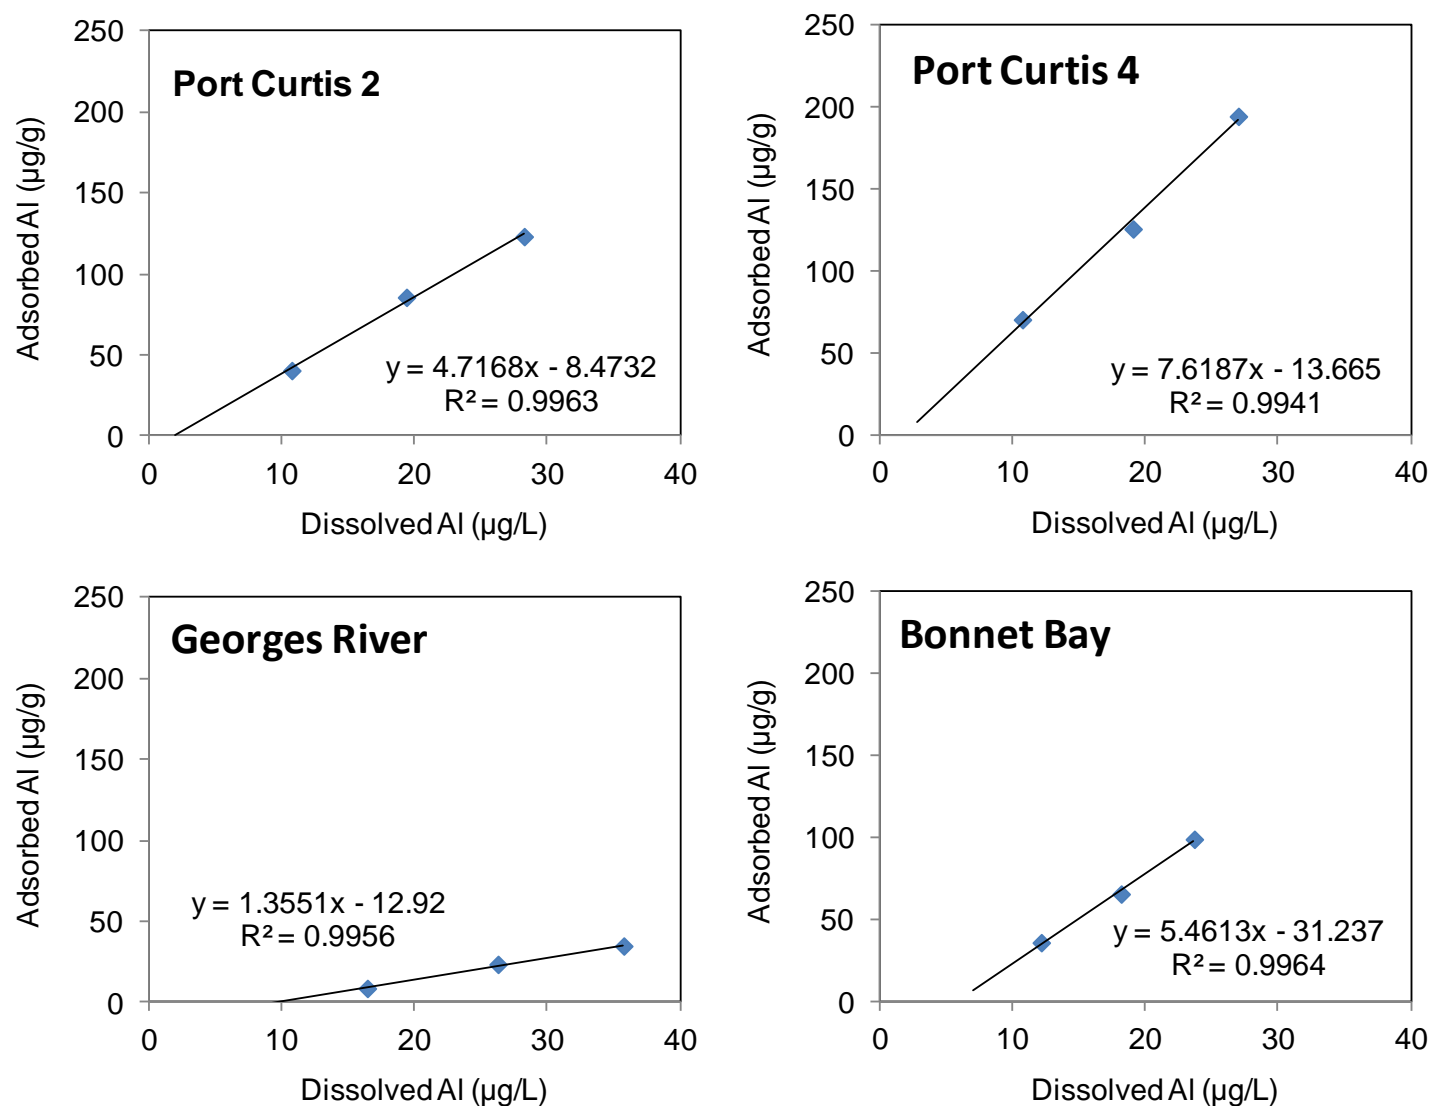 Port Curtis 2
250
200
150
100
50
0
Adsorbed Al (µg/g)
y = 4.7168x - 8.4732
R² = 0.9963
0 10 20 30 40
Dissolved Al (µg/L)
Port Curtis 4
250
200
150
100
50
0
Adsorbed Al (µg/g)
y = 7.6187x - 13.665
R² = 0.9941
0 10 20 30 40
Dissolved Al (µg/L)
Georges River
250
200
150
100
50
0
Adsorbed Al (µg/g)
y = 1.3551x - 12.92
R² = 0.9956
0 10 20 30 40
Dissolved Al (µg/L)
Bonnet Bay
250
200
150
100
50
0
Adsorbed Al (µg/g)
y = 5.4613x - 31.237
R² = 0.9964
0 10 20 30 40
Dissolved Al (µg/L)